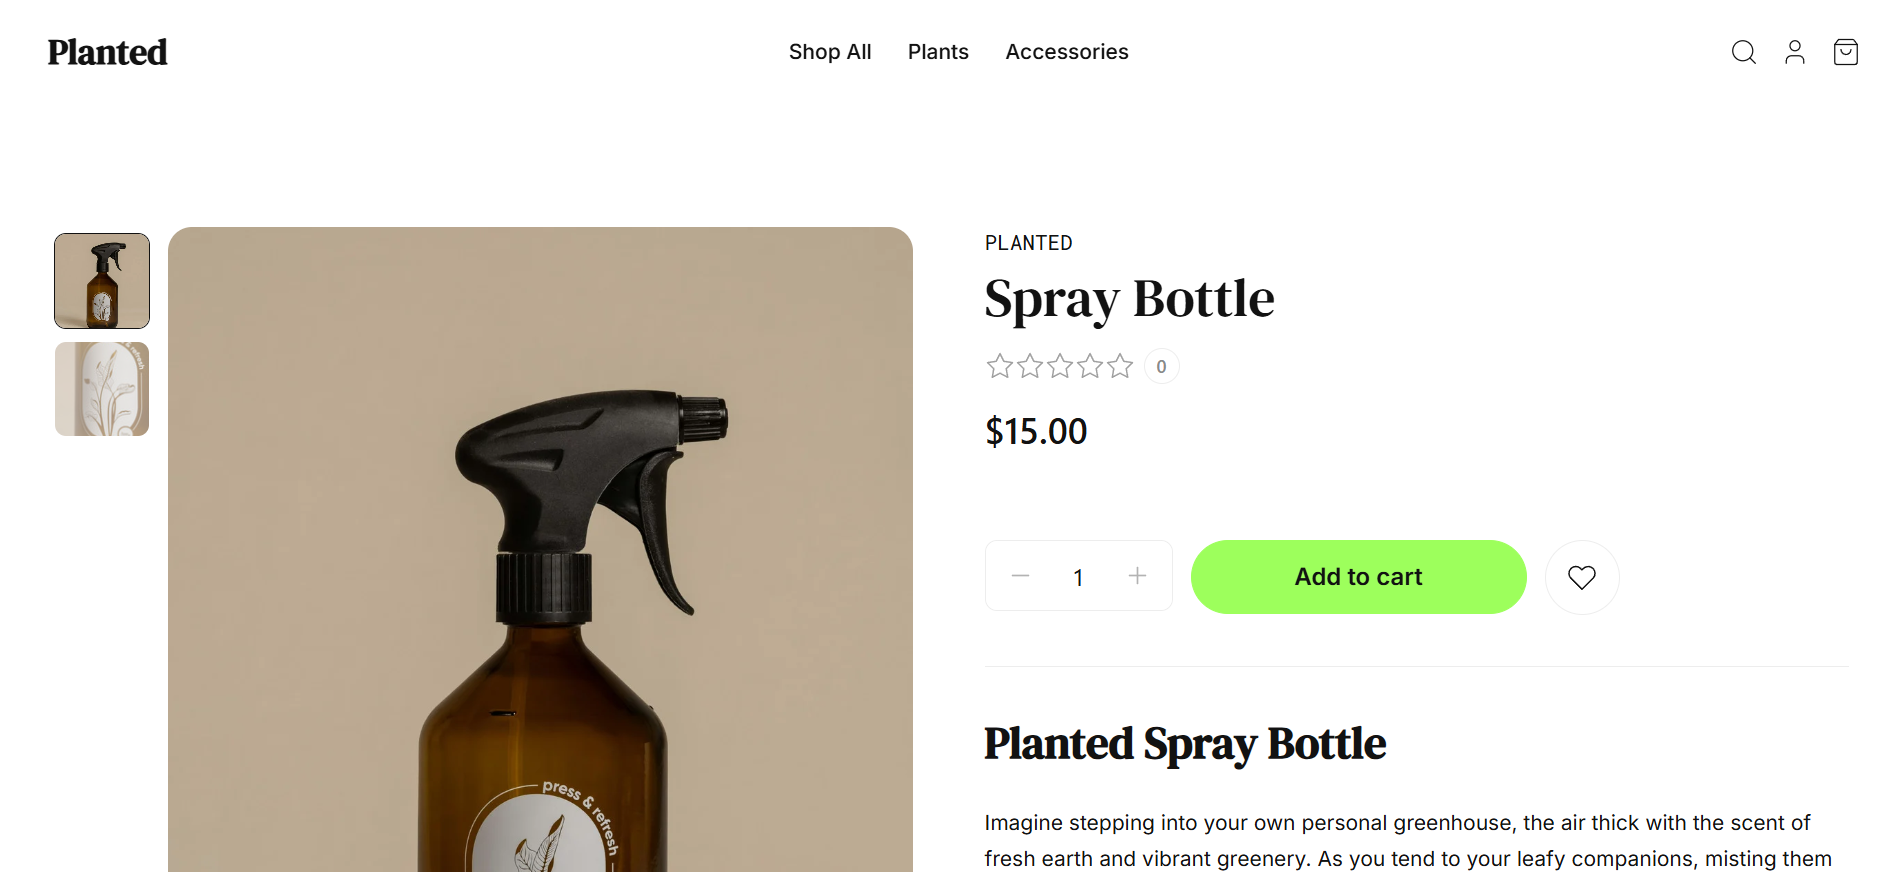 Planted
Shop All
Plants
Accessories
PLANTED
Spray Bottle
0
$15.00
1
Add to cart
Planted Spray Bottle
Imagine stepping into your own personal greenhouse, the air thick with the scent of
fresh earth and vibrant greenery. As you tend to your leafy companions, misting them
press & refresh
& refresh